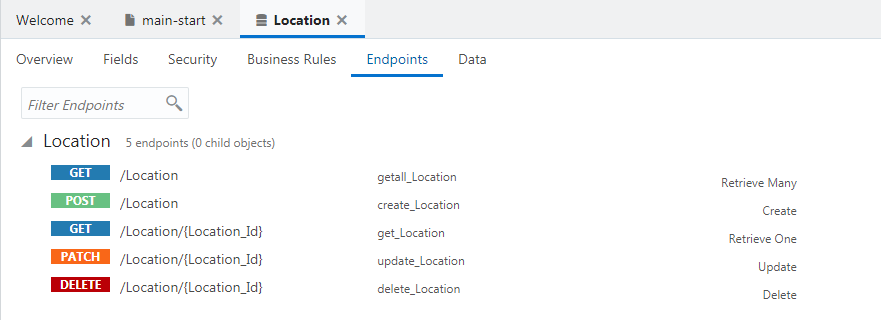 Welcome main-start Location
Overview Fields Security Business Rules Endpoints Data
Filter Endpoints
Location 5 endpoints (0 child objects)
GET /Location getall_Location Retrieve Many
POST /Location create_Location Create
GET /Location/{Location_Id} get_Location Retrieve One
PATCH /Location/{Location_Id} update_Location Update
DELETE /Location/{Location_Id} delete_Location Delete